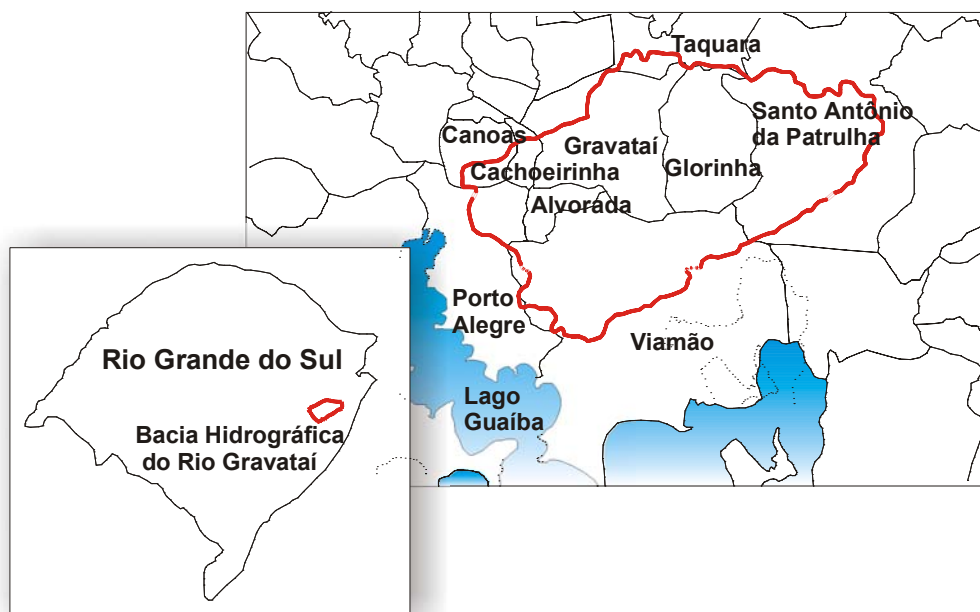 Taquara
Santo Antônio
da Patrulha
Canoas
Gravataí
Cachoeirinha
Glorinha
Alvoráda
Porto
Alegre
Viamão
Lago
Guaíba
Rio Grande do Sul
Bacia Hidrográfica
do Rio Gravataí